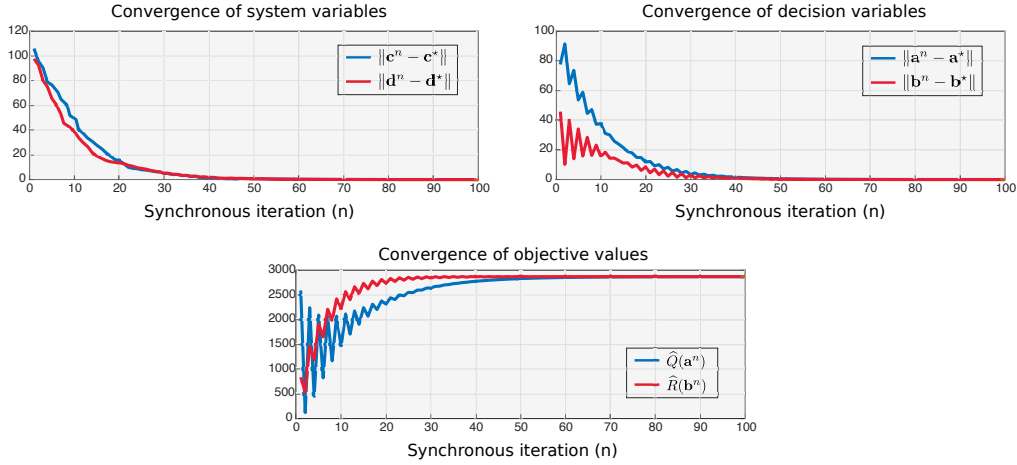 Convergence of system variables
120
100
80
60
40
20
0
0 10 20 30 40 50 60 70 80 90 100
‖c^n − c^⋆‖
‖d^n − d^⋆‖
Synchronous iteration (n)
Convergence of decision variables
100
80
60
40
20
0
0 10 20 30 40 50 60 70 80 90 100
‖a^n − a^⋆‖
‖b^n − b^⋆‖
Synchronous iteration (n)
Convergence of objective values
3000
2500
2000
1500
1000
500
0
0 10 20 30 40 50 60 70 80 90 100
Q̂(a^n)
R̂(b^n)
Synchronous iteration (n)